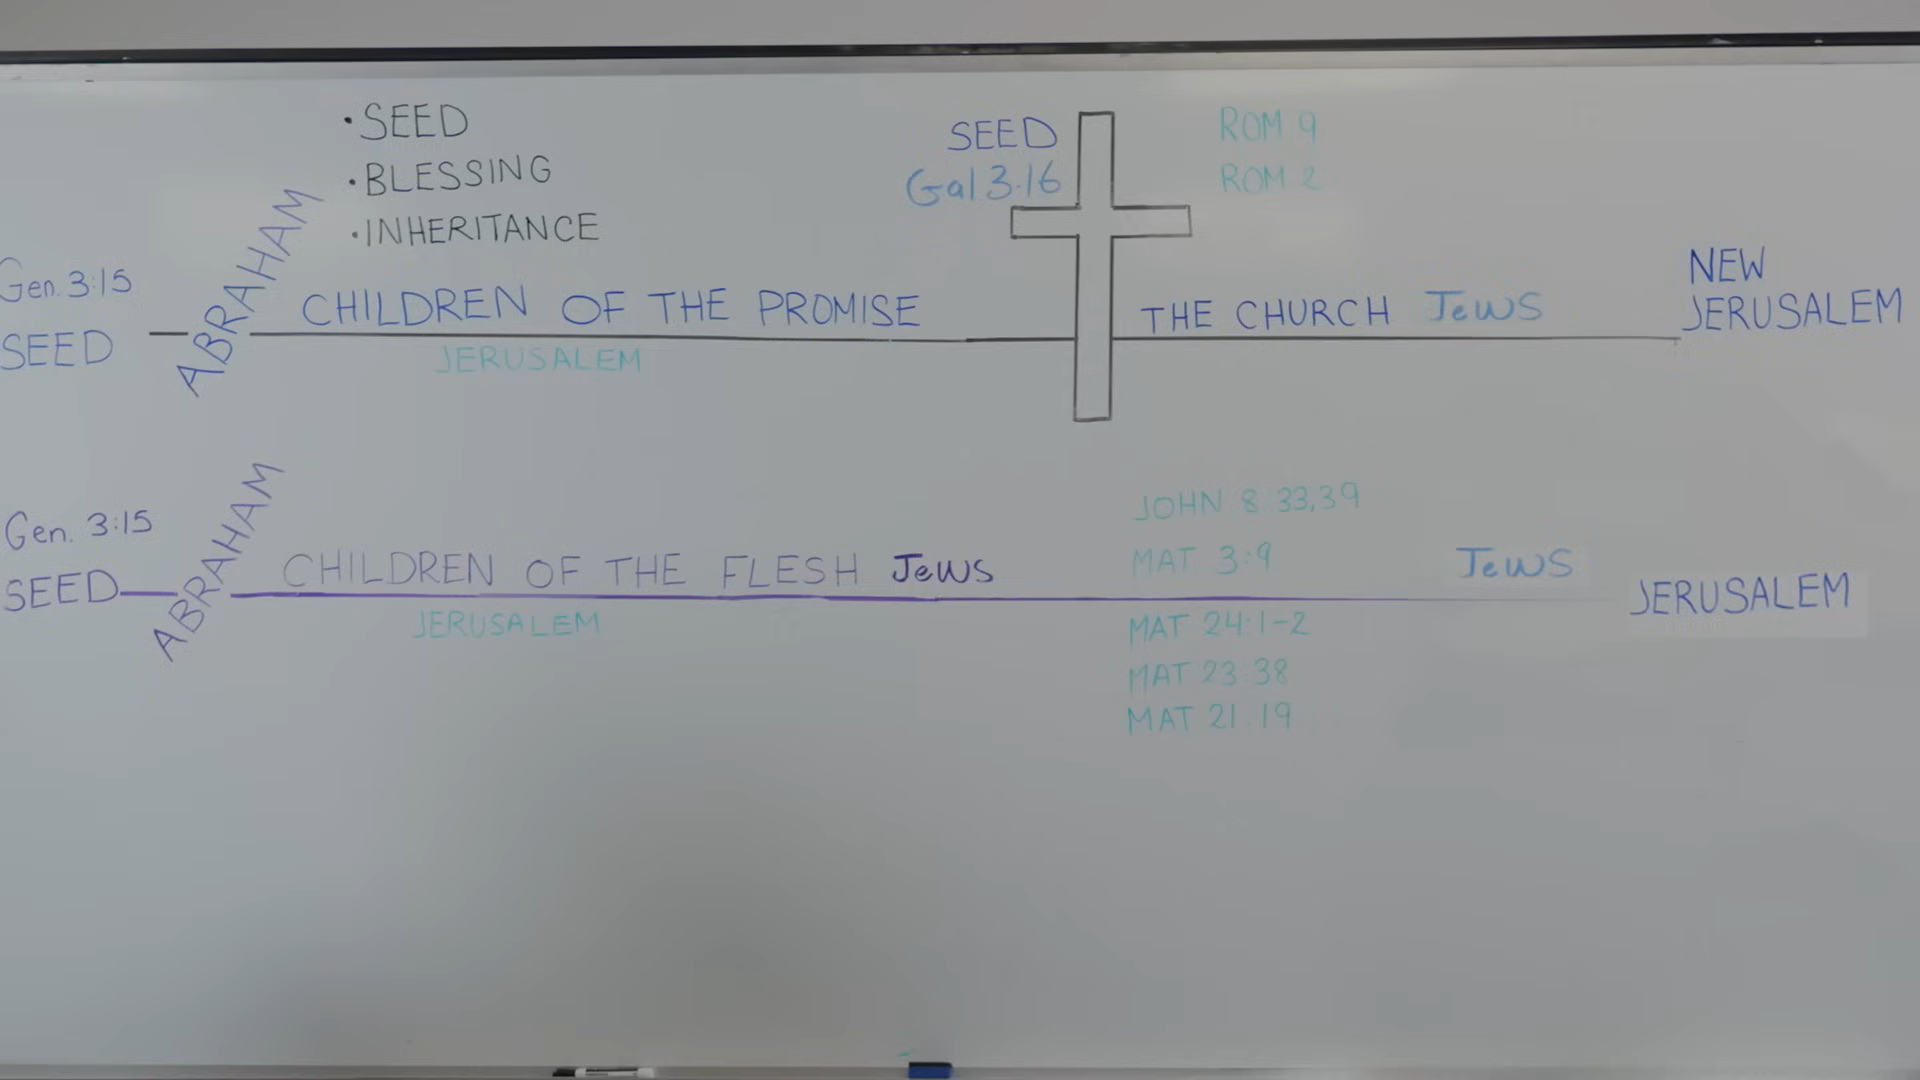 • SEED
• BLESSING
• INHERITANCE
SEED
Gal 3:16
ROM 9
ROM 2
Gen. 3:15
SEED
ABRAHAM
CHILDREN OF THE PROMISE
JERUSALEM
THE CHURCH Jews
NEW
JERUSALEM
Gen. 3:15
SEED
ABRAHAM
CHILDREN OF THE FLESH Jews
JERUSALEM
JOHN 8 33,39
MAT 3:9
MAT 24:1-2
MAT 23:38
MAT 21:19
Jews
JERUSALEM